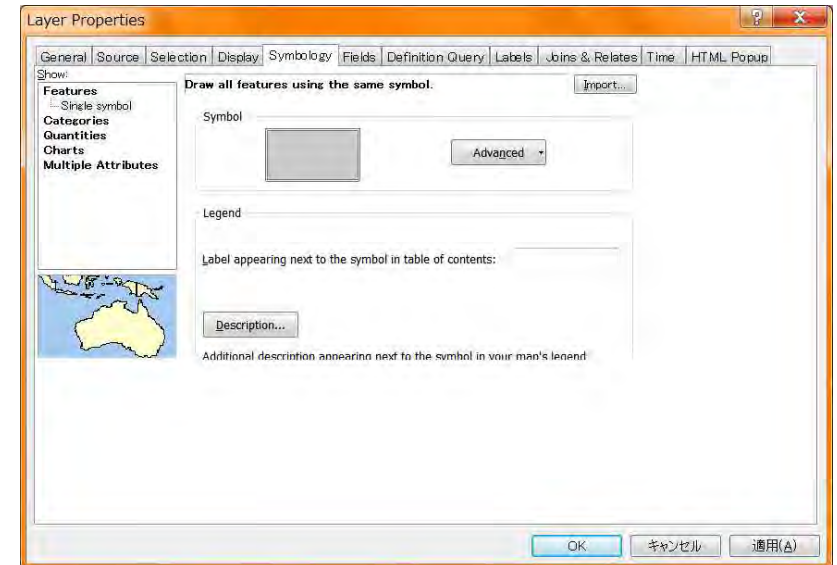 Layer Properties
General Source Selection Display Symbology Fields Definition Query Labels Joins & Relates Time HTML Popup
Show:
Features
Single symbol
Categories
Quantities
Charts
Multiple Attributes
Draw all features using the same symbol.
Import...
Symbol
Advanced
Legend
Label appearing next to the symbol in table of contents:
Description...
Additional description appearing next to the symbol in your map's legend
OK キャンセル 適用(A)